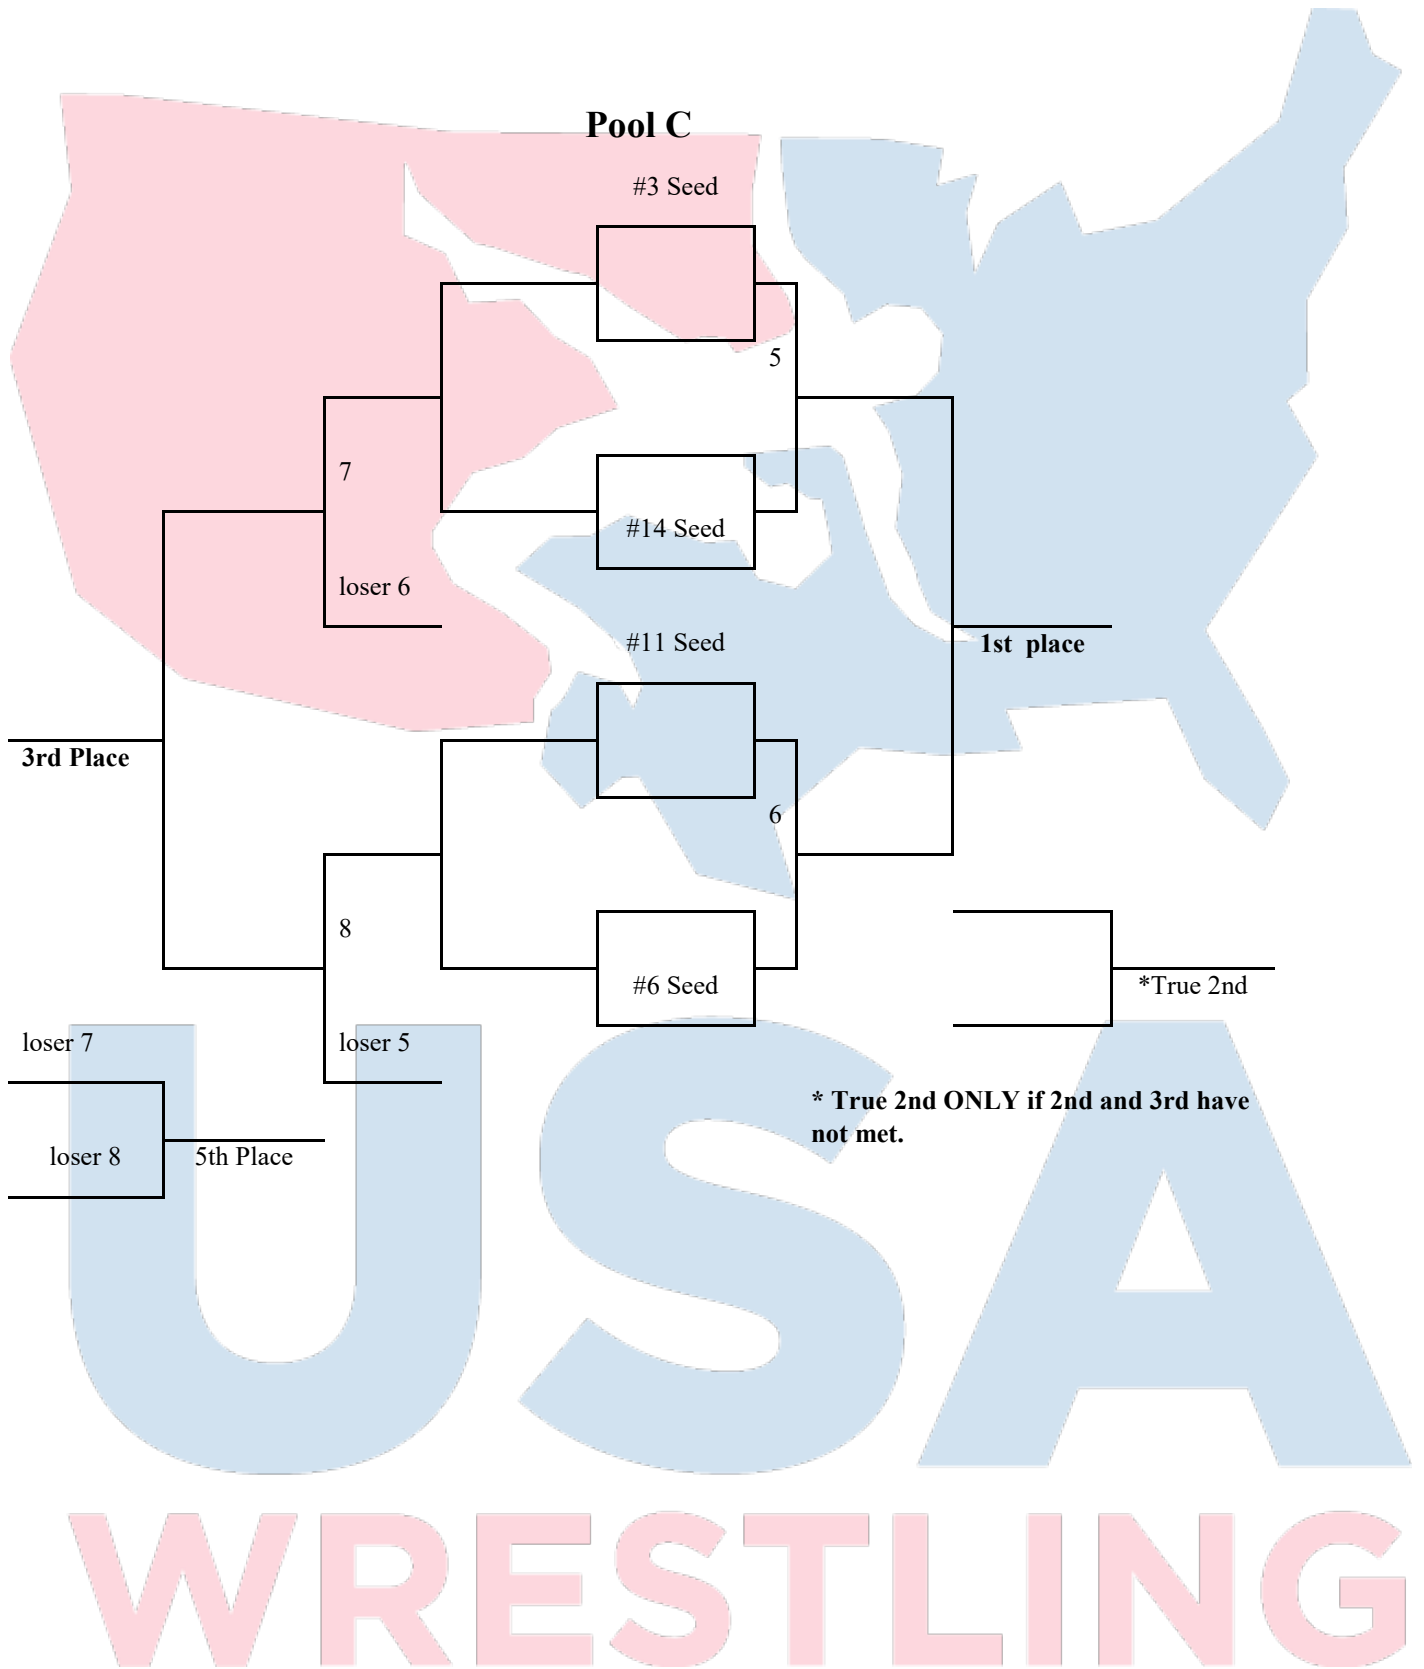 Pool C
#3 Seed
5
7
#14 Seed
loser 6
#11 Seed
1st  place
3rd Place
6
8
#6 Seed
*True 2nd
loser 7
loser 5
* True 2nd ONLY if 2nd and 3rd have
not met.
loser 8
5th Place
USA
WRESTLING